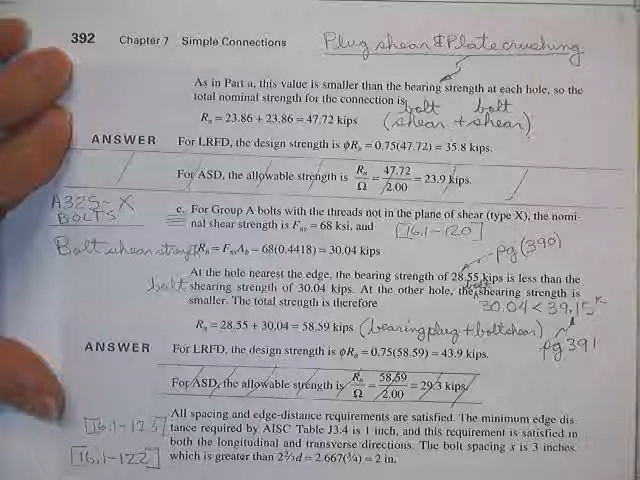 392 Chapter 7 Simple Connections Plug shear & Plate crushing
As in Part a, this value is smaller than the bearing strength at each hole, so the
total nominal strength for the connection is
bolt bolt
Rn = 23.86 + 23.86 = 47.72 kips (shear + shear)
ANSWER For LRFD, the design strength is ϕRn = 0.75(47.72) = 35.8 kips.
For ASD, the allowable strength is Rn/Ω = 47.72/2.00 = 23.9 kips.
A325-X
BOLTS
c. For Group A bolts with the threads not in the plane of shear (type X), the nomi-
nal shear strength is Fnv = 68 ksi, and [16.1-120]
Bolt shear strength Rn = FnvAb = 68(0.4418) = 30.04 kips
pg (390)
At the hole nearest the edge, the bearing strength of 28.55 kips is less than the
bolt shearing strength of 30.04 kips. At the other hole, the bolt shearing strength is
smaller. The total strength is therefore 30.04 < 39.15 K
Rn = 28.55 + 30.04 = 58.59 kips (bearing plug + bolt shear)
pg 391
ANSWER For LRFD, the design strength is ϕRn = 0.75(58.59) = 43.9 kips.
For ASD, the allowable strength is Rn/Ω = 58.59/2.00 = 29.3 kips.
All spacing and edge-distance requirements are satisfied. The minimum edge dis-
[16.1-123] tance required by AISC Table J3.4 is 1 inch, and this requirement is satisfied in
both the longitudinal and transverse directions. The bolt spacing s is 3 inches,
[16.1-122] which is greater than 2⅔d = 2.667(¾) = 2 in.